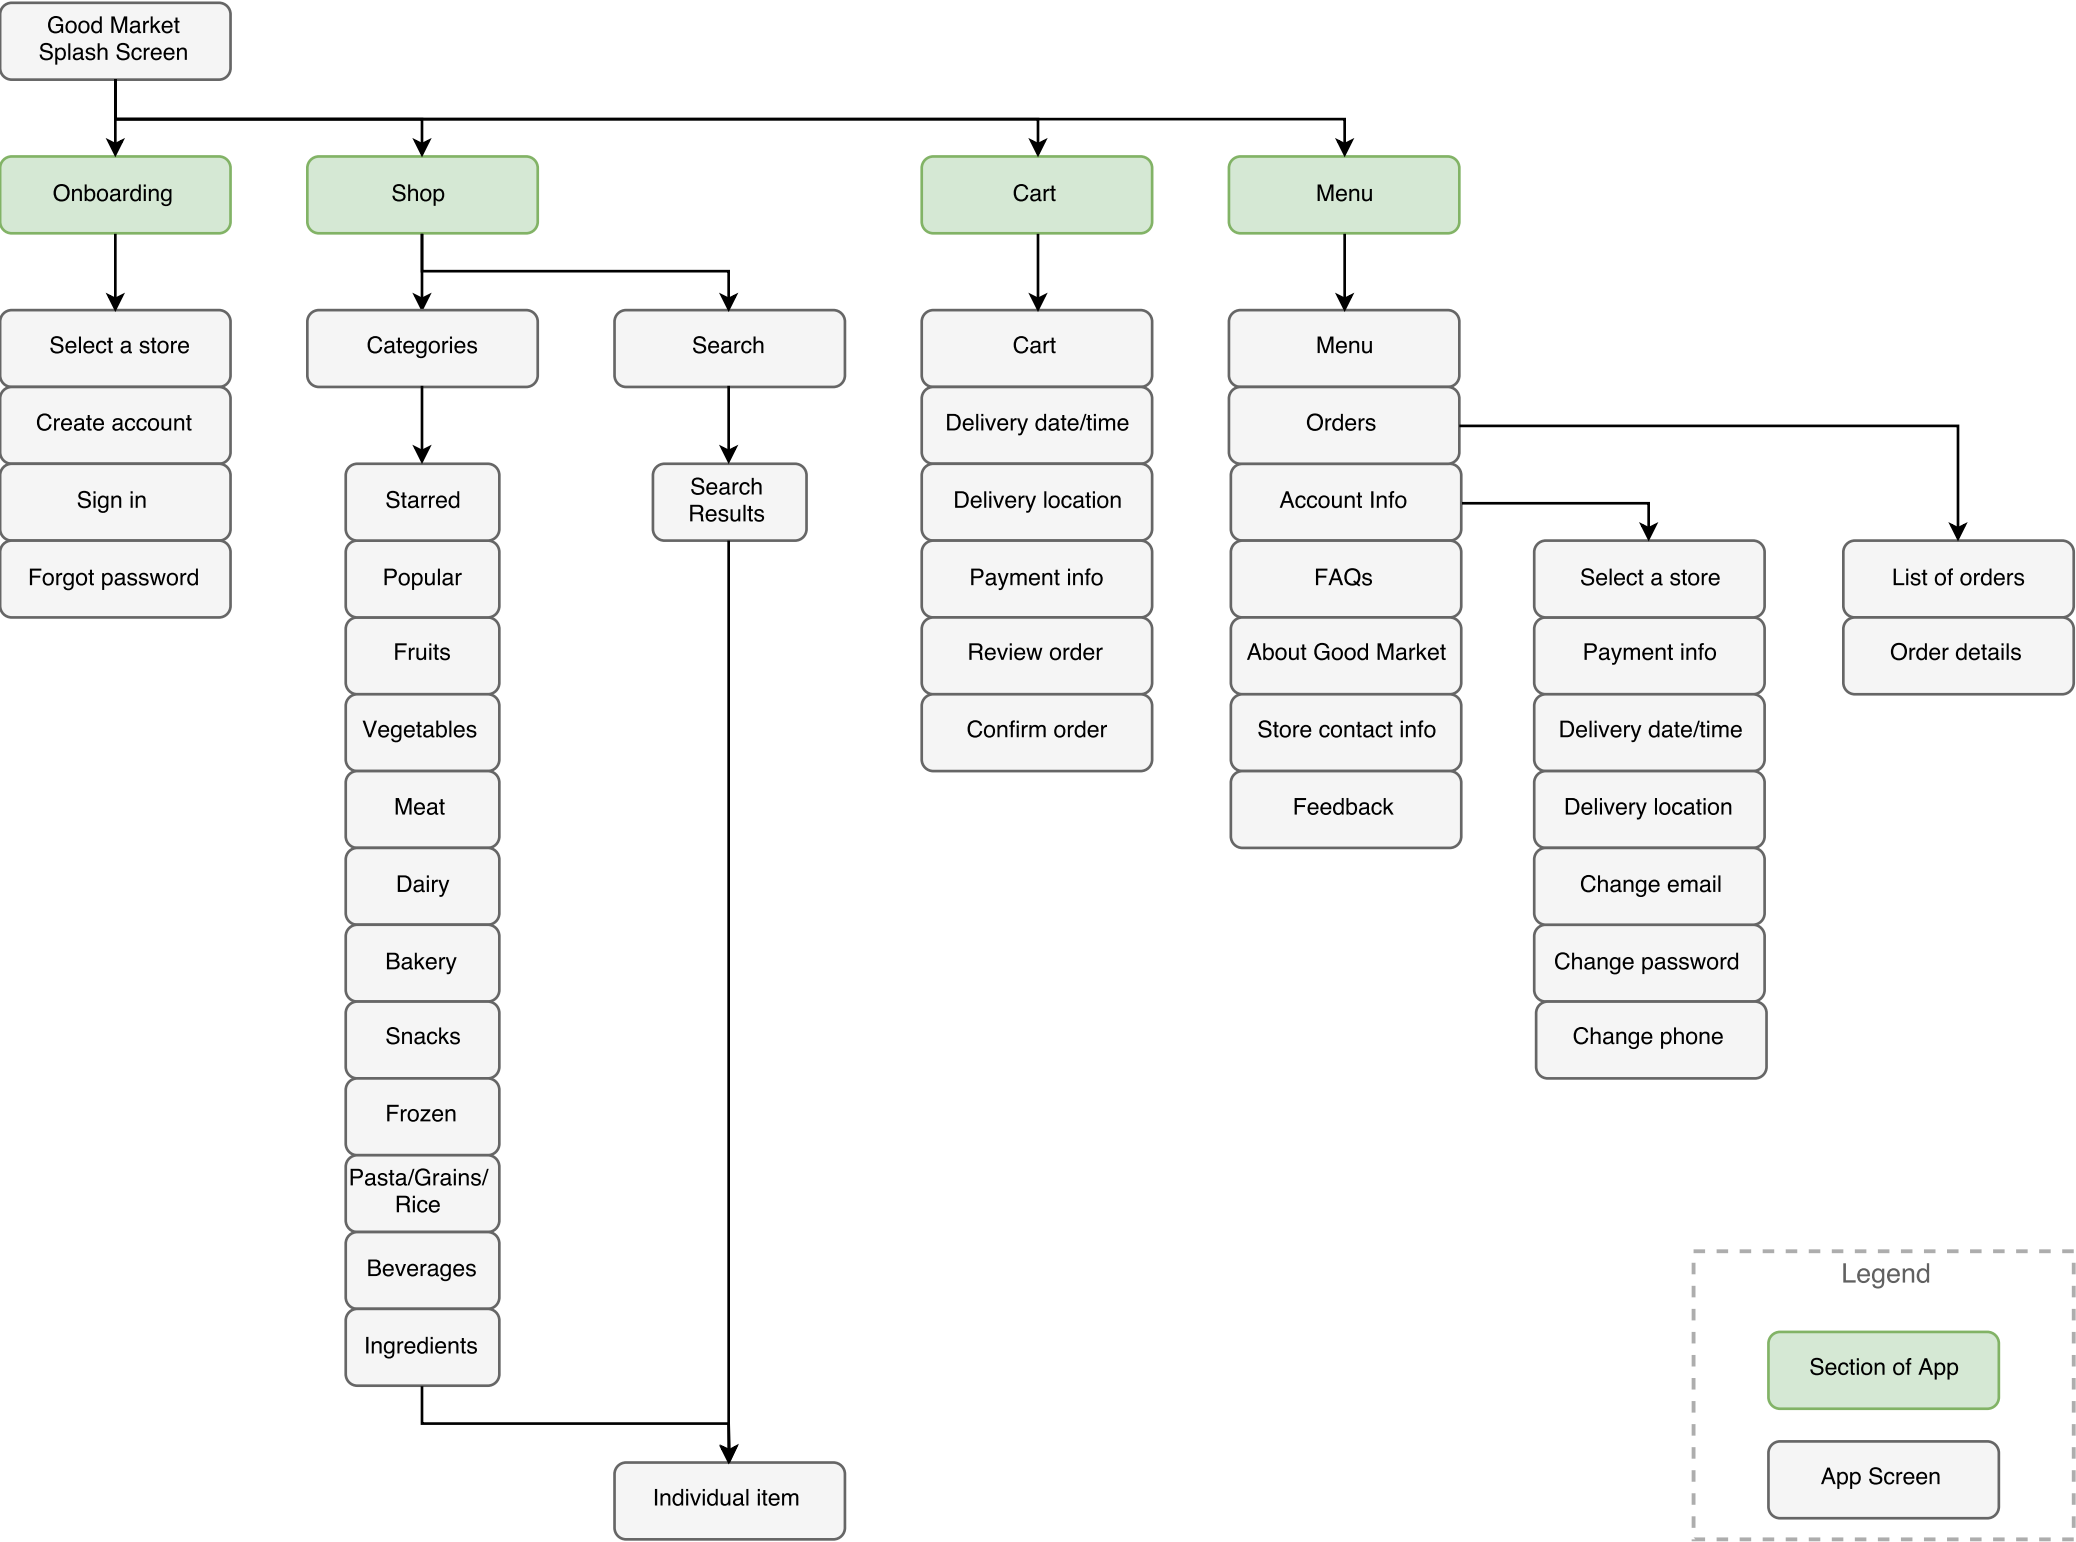 Good Market
Splash Screen
Onboarding
Shop
Cart
Menu
Select a store
Create account
Sign in
Forgot password
Categories
Search
Starred
Popular
Fruits
Vegetables
Meat
Dairy
Bakery
Snacks
Frozen
Pasta/Grains/
Rice
Beverages
Ingredients
Search
Results
Individual item
Cart
Delivery date/time
Delivery location
Payment info
Review order
Confirm order
Menu
Orders
Account Info
FAQs
About Good Market
Store contact info
Feedback
Select a store
Payment info
Delivery date/time
Delivery location
Change email
Change password
Change phone
List of orders
Order details
Legend
Section of App
App Screen